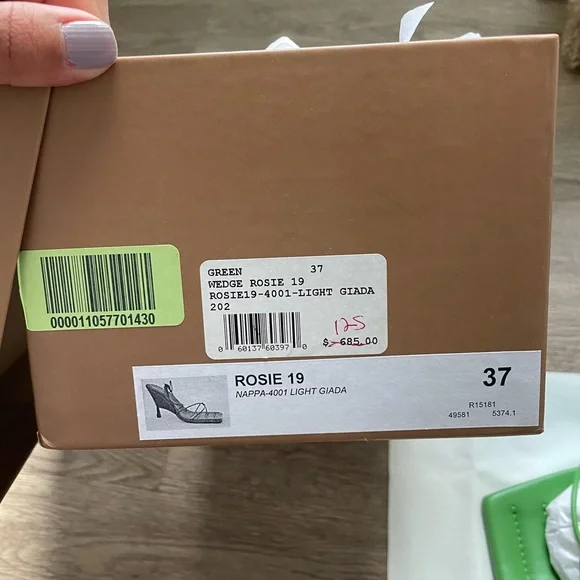 000011057701430
GREEN 37
WEDGE ROSIE 19
ROSIE19-4001-LIGHT GIADA
202
125
0 60137 60397 0
$ 685.00
ROSIE 19 37
NAPPA-4001 LIGHT GIADA
R15181
49581 5374.1